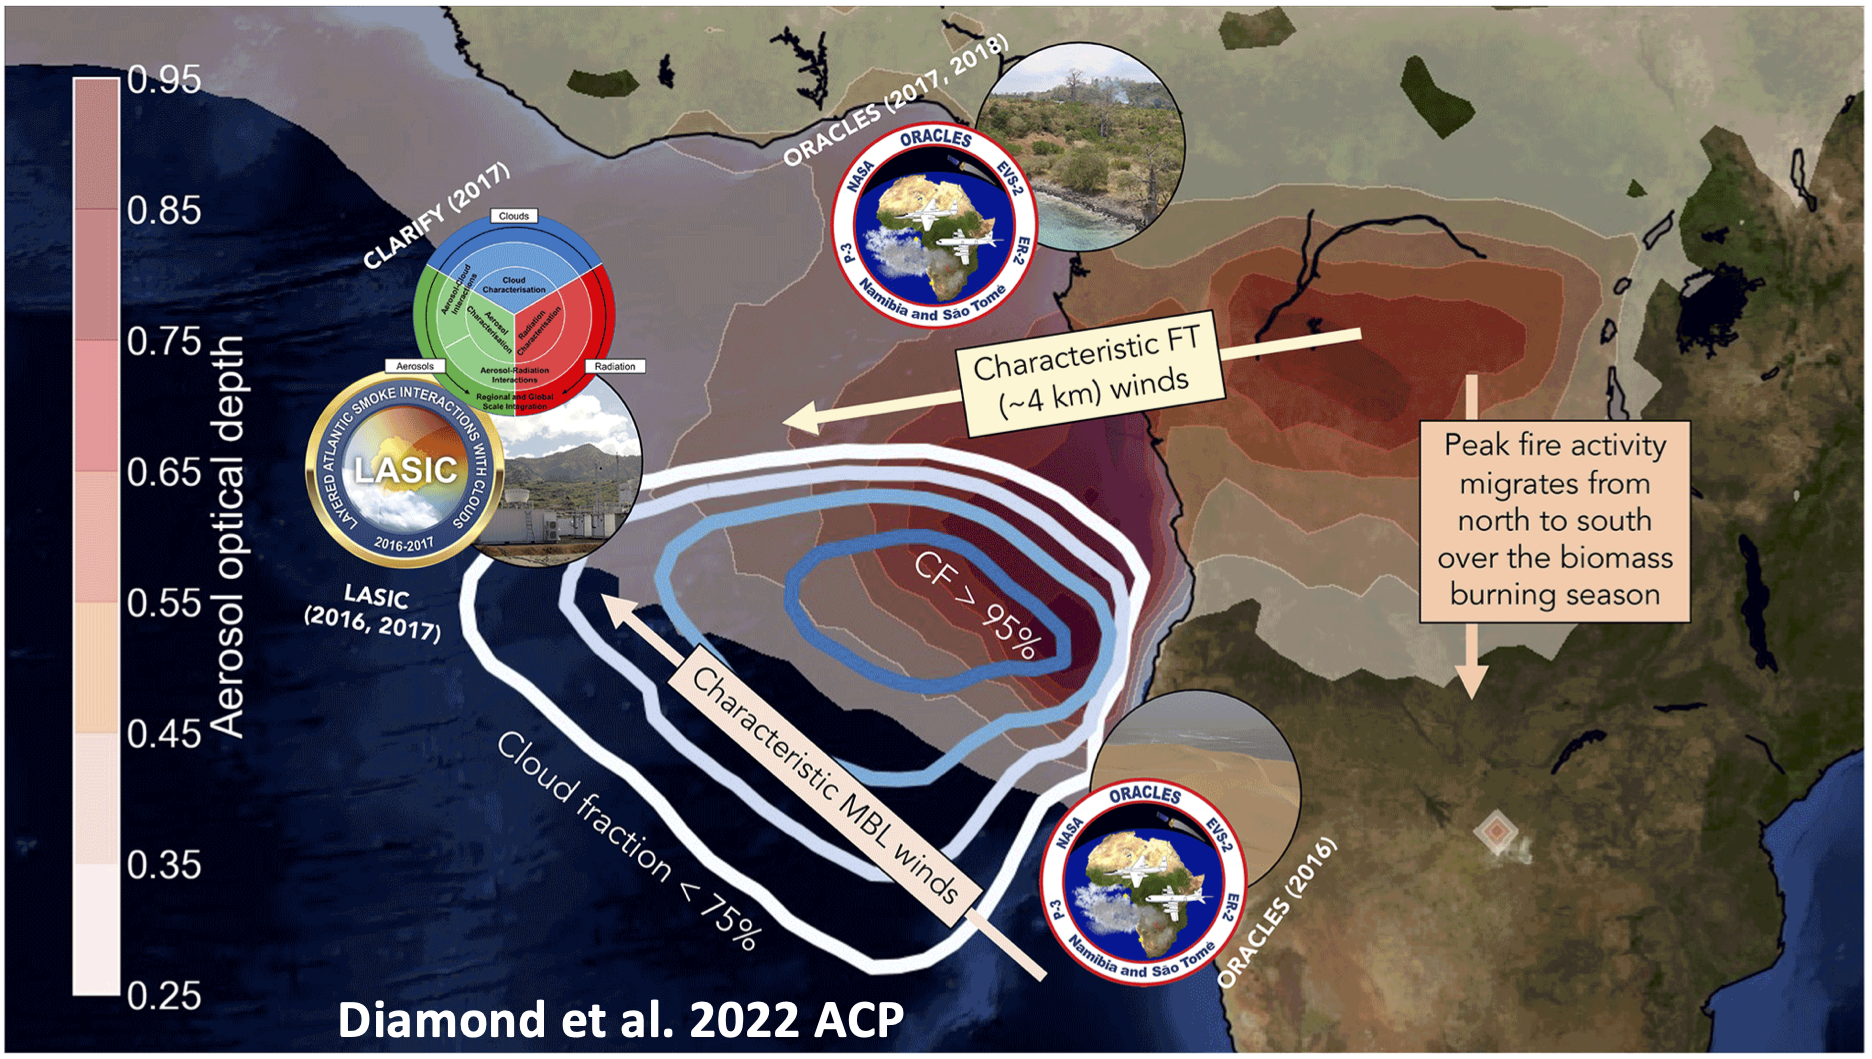 0.95
0.85
0.75
0.65
0.55
0.45
0.35
0.25
Aerosol optical depth
CLARIFY (2017)
Clouds
Aerosol-Cloud
Interactions
Cloud
Characterisation
Aerosol
Characterisation
Radiation
Characterisation
Aerosols
Radiation
Aerosol-Radiation
Interactions
Regional and Global
Scale Integration
LAYERED ATLANTIC SMOKE INTERACTIONS WITH CLOUDS
LASIC
2016-2017
LASIC
(2016, 2017)
ORACLES (2017, 2018)
NASA
ORACLES
EVS-2
P-3
ER-2
Namibia and São Tomé
Characteristic FT
(~4 km) winds
Peak fire activity
migrates from
north to south
over the biomass
burning season
CF > 95%
Characteristic MBL winds
Cloud fraction < 75%
NASA
ORACLES
EVS-2
P-3
ER-2
Namibia and São Tomé
ORACLES (2016)
Diamond et al. 2022 ACP